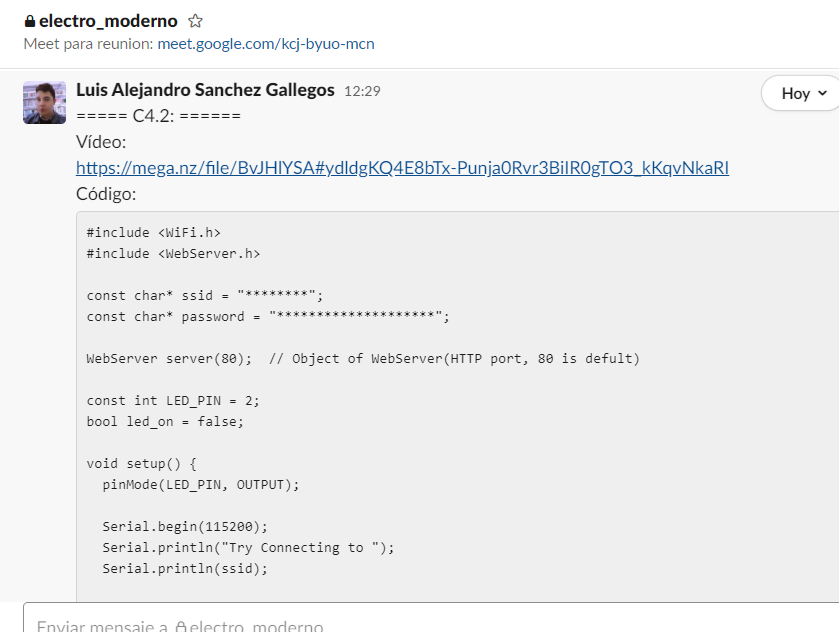 electro_moderno
Meet para reunion: meet.google.com/kcj-byuo-mcn
Luis Alejandro Sanchez Gallegos 12:29
Hoy
===== C4.2: ======
Vídeo:
https://mega.nz/file/BvJHlYSA#ydldgKQ4E8bTx-Punja0Rvr3BiIR0gTO3_kKqvNkaRI
Código:
#include <WiFi.h>
#include <WebServer.h>
const char* ssid = "********";
const char* password = "********************";
WebServer server(80);  // Object of WebServer(HTTP port, 80 is defult)
const int LED_PIN = 2;
bool led_on = false;
void setup() {
  pinMode(LED_PIN, OUTPUT);
  Serial.begin(115200);
  Serial.println("Try Connecting to ");
  Serial.println(ssid);
Enviar mensaje a electro_moderno